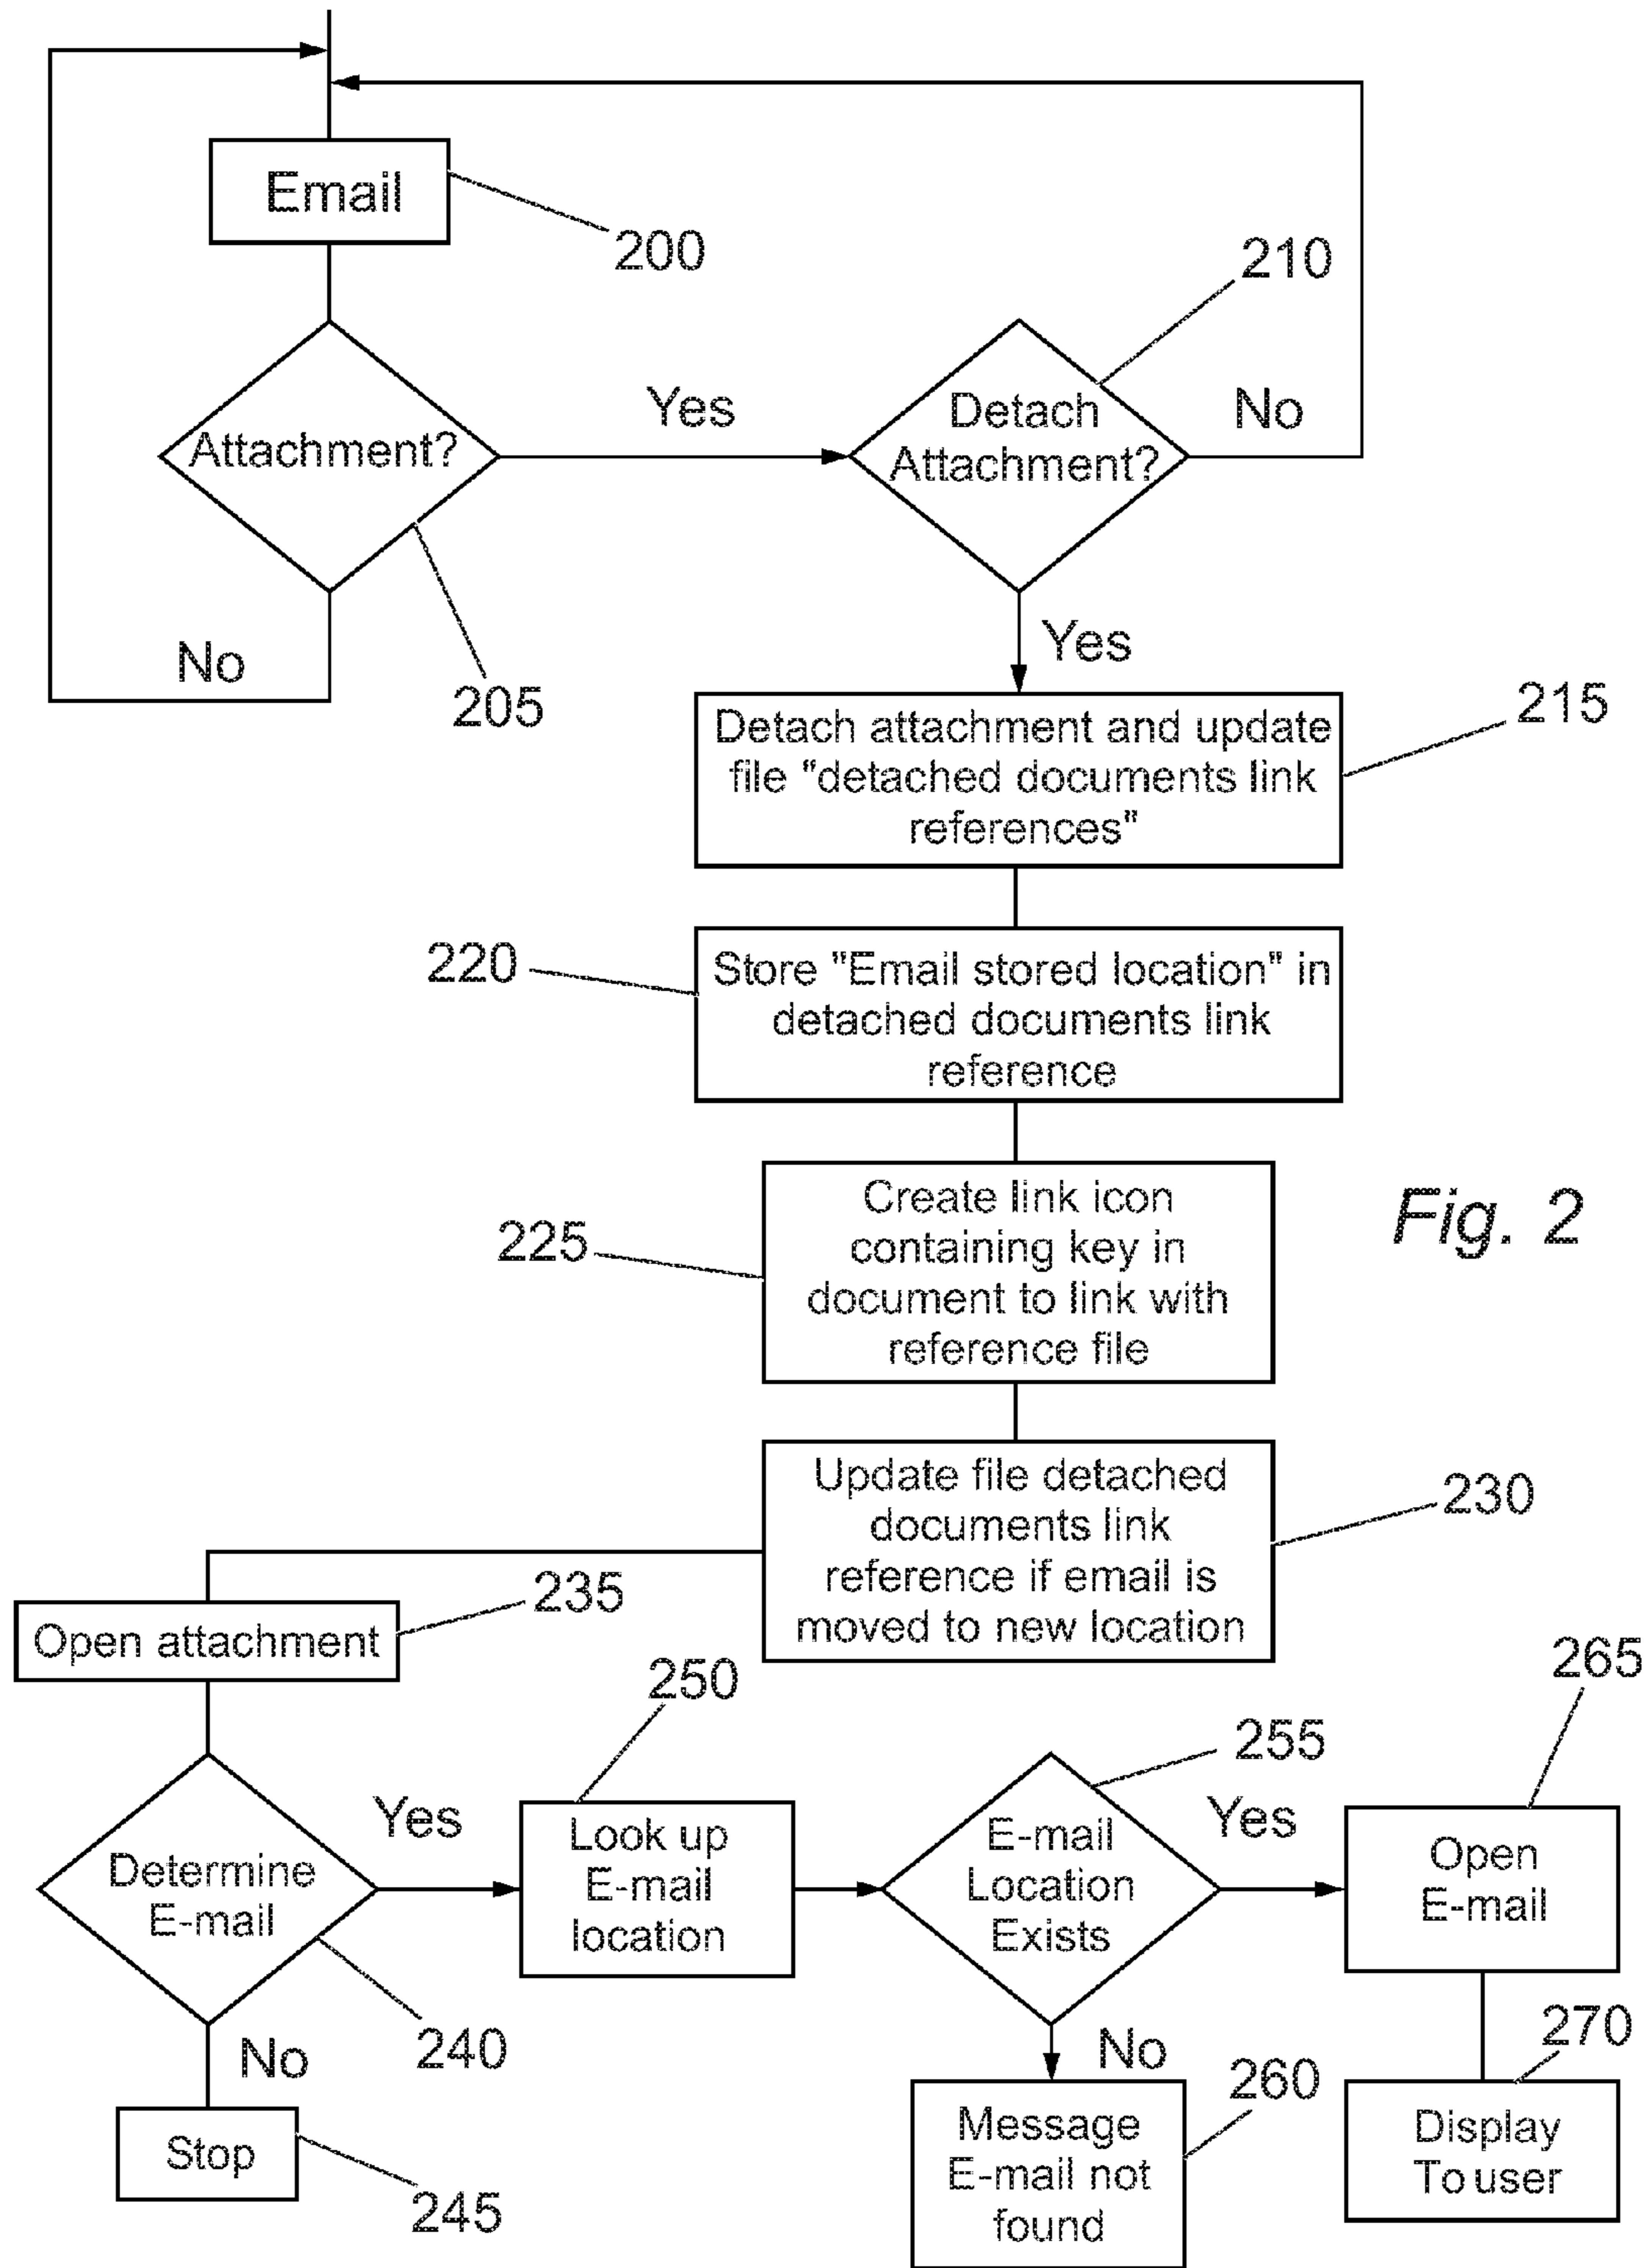 Email
200
210
Attachment?
Yes
Detach
Attachment?
No
No
205
Yes
Detach attachment and update
file "detached documents link
references"
215
220
Store "Email stored location" in
detached documents link
reference
225
Create link icon
containing key in
document to link with
reference file
Fig. 2
Update file detached
documents link
reference if email is
moved to new location
230
Open attachment
235
250
265
255
Determine
E-mail
Yes
Look up
E-mail
location
E-mail
Location
Exists
Yes
Open
E-mail
No
240
No
260
270
Stop
245
Message
E-mail not
found
Display
To user